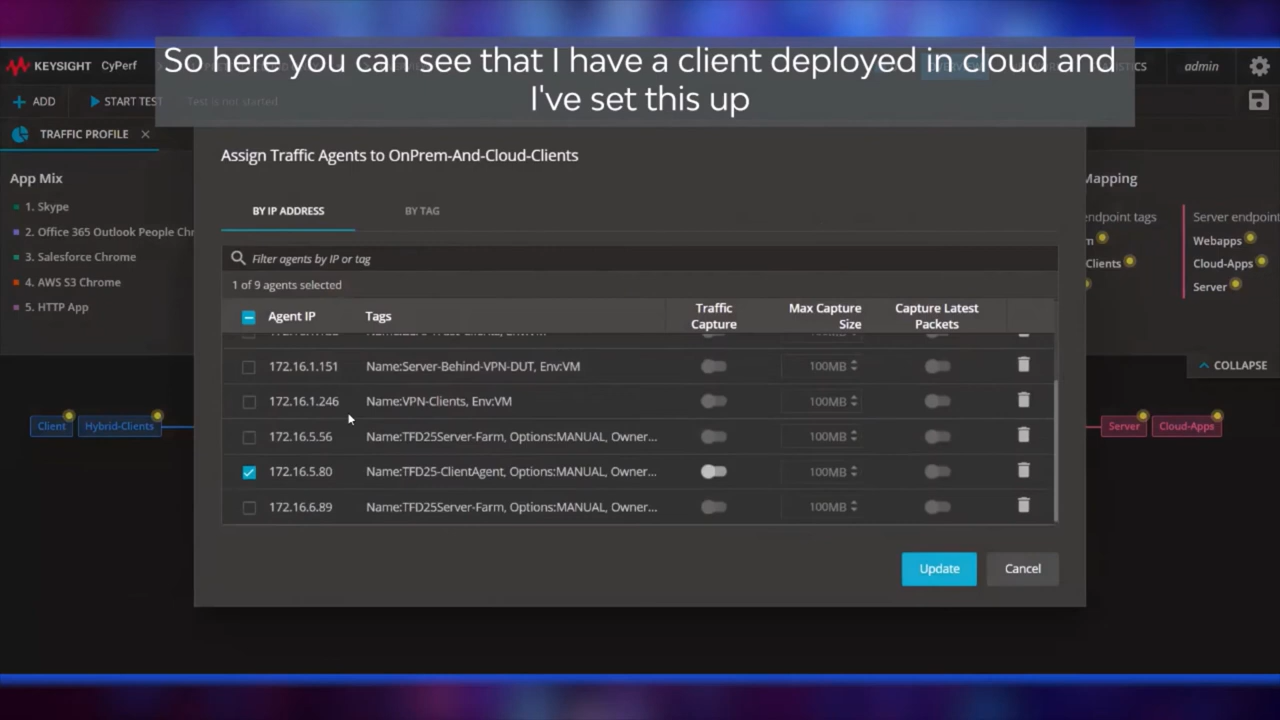 So here you can see that I have a client deployed in cloud and
I've set this up
KEYSIGHT CyPerf
admin
ADD
START TEST
Test is not started
TRAFFIC PROFILE
App Mix
1. Skype
2. Office 365 Outlook People Chr
3. Salesforce Chrome
4. AWS S3 Chrome
5. HTTP App
Assign Traffic Agents to OnPrem-And-Cloud-Clients
BY IP ADDRESS
BY TAG
Filter agents by IP or tag
1 of 9 agents selected
Agent IP Tags Traffic Capture Max Capture Size Capture Latest Packets
172.16.1.151 Name:Server-Behind-VPN-DUT, Env:VM 100MB
172.16.1.246 Name:VPN-Clients, Env:VM 100MB
172.16.5.56 Name:TFD25Server-Farm, Options:MANUAL, Owner... 100MB
172.16.5.80 Name:TFD25-ClientAgent, Options:MANUAL, Owner... 100MB
172.16.6.89 Name:TFD25Server-Farm, Options:MANUAL, Owner... 100MB
Update
Cancel
Mapping
endpoint tags
Server endpoint
Webapps
Clients
Cloud-Apps
Server
COLLAPSE
Client
Hybrid-Clients
Server
Cloud-Apps